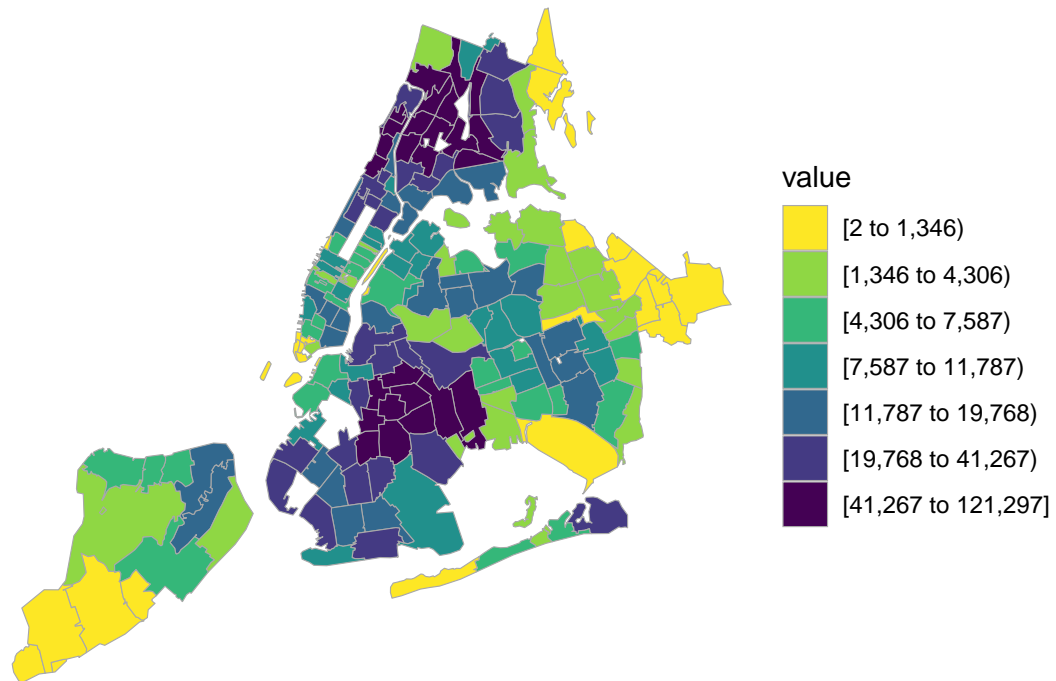 value
[2 to 1,346)
[1,346 to 4,306)
[4,306 to 7,587)
[7,587 to 11,787)
[11,787 to 19,768)
[19,768 to 41,267)
[41,267 to 121,297]